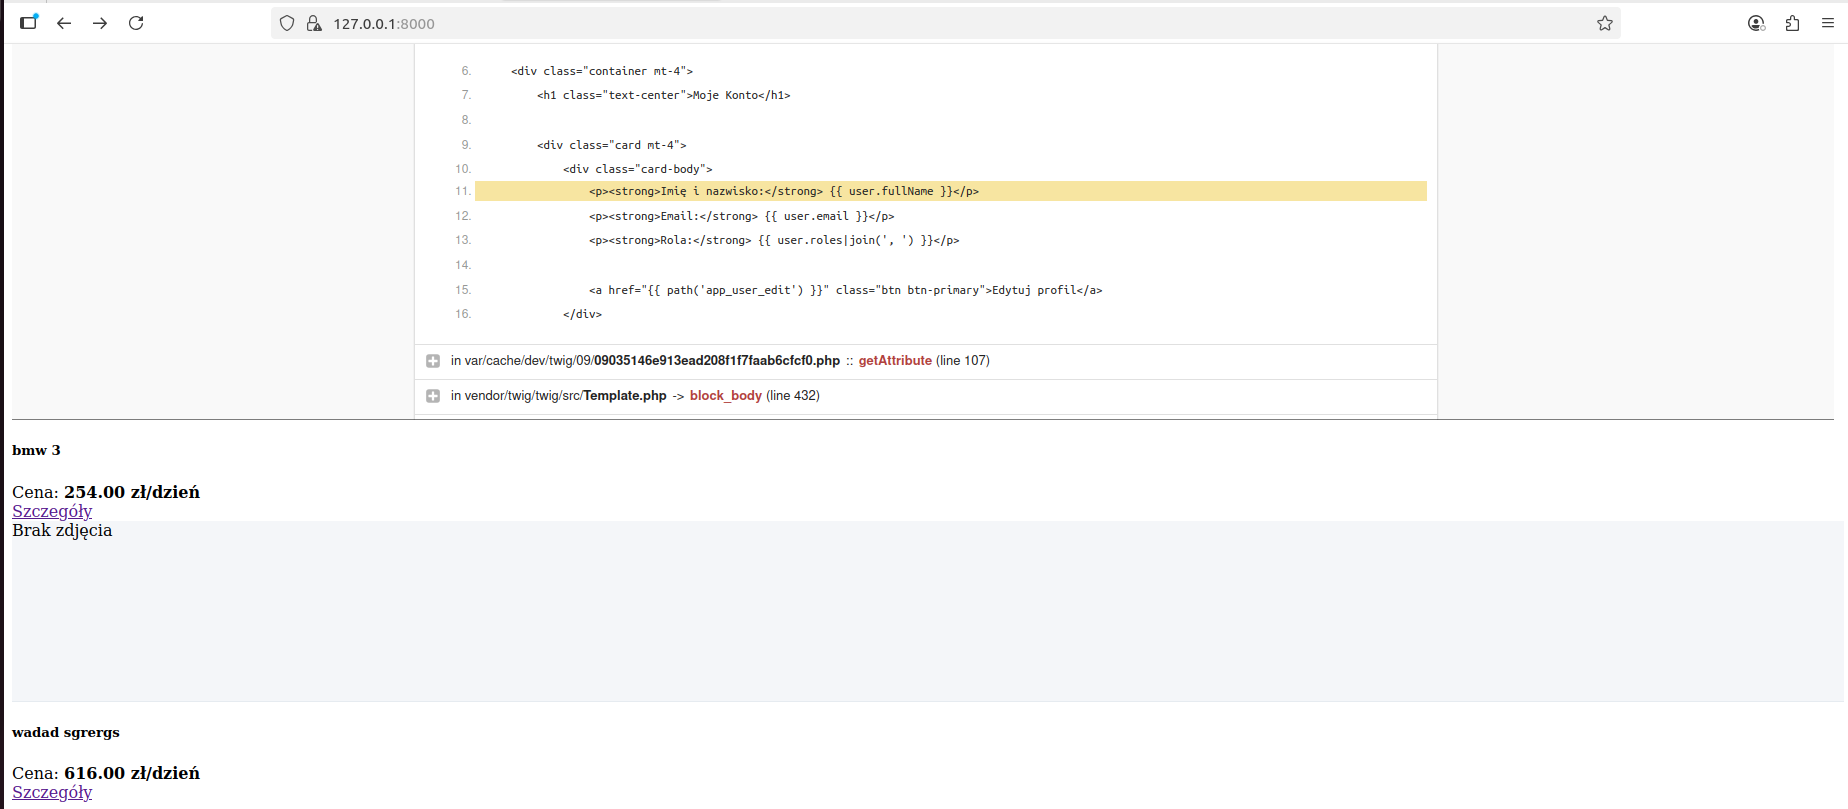 127.0.0.1:8000
6. <div class="container mt-4">
7. <h1 class="text-center">Moje Konto</h1>
8.
9. <div class="card mt-4">
10. <div class="card-body">
11. <p><strong>Imię i nazwisko:</strong> {{ user.fullName }}</p>
12. <p><strong>Email:</strong> {{ user.email }}</p>
13. <p><strong>Rola:</strong> {{ user.roles|join(', ') }}</p>
14.
15. <a href="{{ path('app_user_edit') }}" class="btn btn-primary">Edytuj profil</a>
16. </div>
in var/cache/dev/twig/09/09035146e913ead208f1f7faab6cfcf0.php :: getAttribute (line 107)
in vendor/twig/twig/src/Template.php -> block_body (line 432)
bmw 3
Cena: 254.00 zł/dzień
Szczegóły
Brak zdjęcia
wadad sgrergs
Cena: 616.00 zł/dzień
Szczegóły